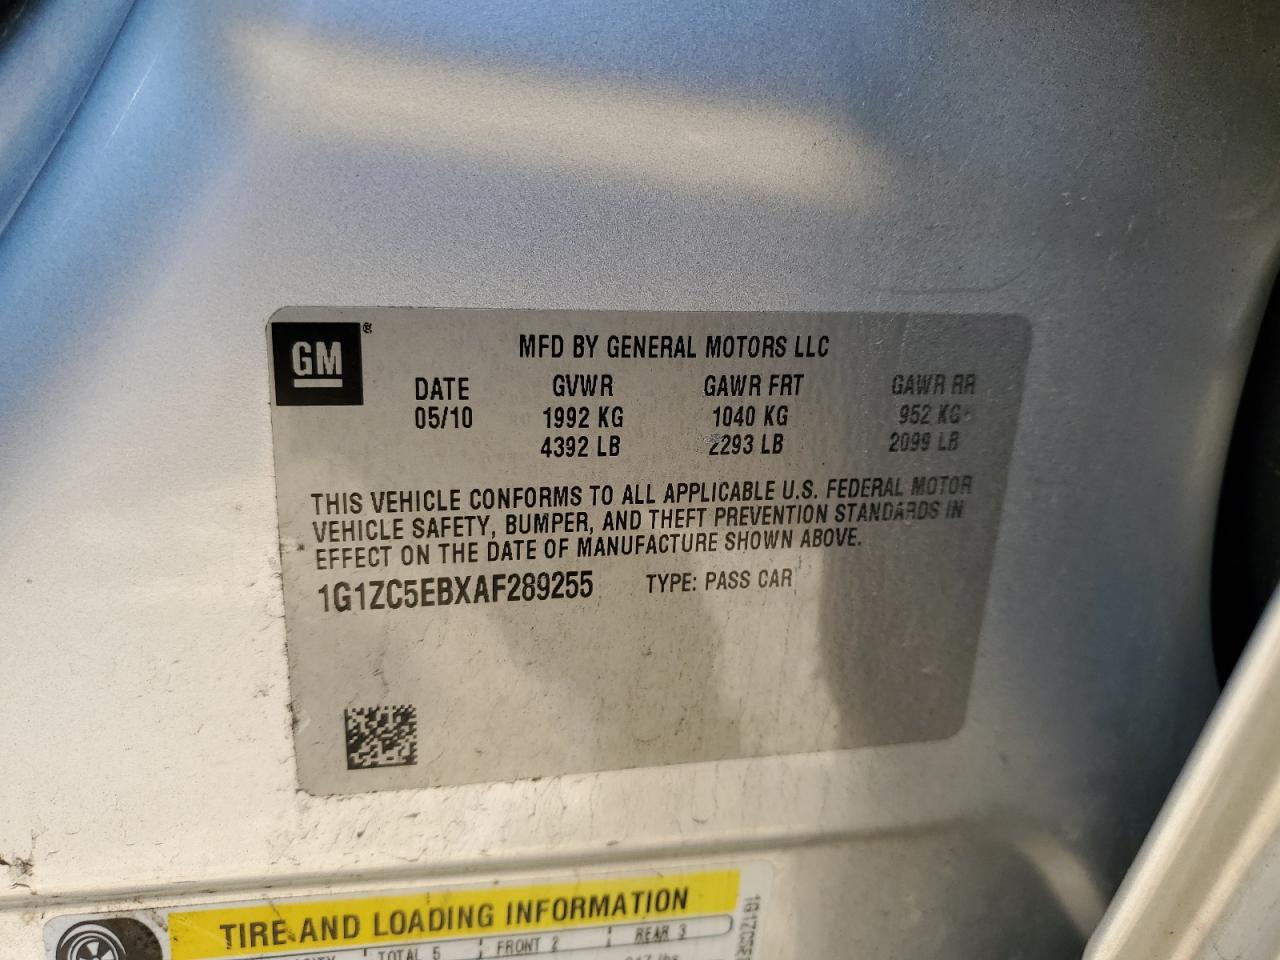 GM®
MFD BY GENERAL MOTORS LLC
DATE GVWR GAWR FRT GAWR RR
05/10 1992 KG 1040 KG 952 KG
4392 LB 2293 LB 2099 LB
THIS VEHICLE CONFORMS TO ALL APPLICABLE U.S. FEDERAL MOTOR
VEHICLE SAFETY, BUMPER, AND THEFT PREVENTION STANDARDS IN
EFFECT ON THE DATE OF MANUFACTURE SHOWN ABOVE.
1G1ZC5EBXAF289255 TYPE: PASS CAR
TIRE AND LOADING INFORMATION
TOTAL 5 FRONT 2 REAR 3